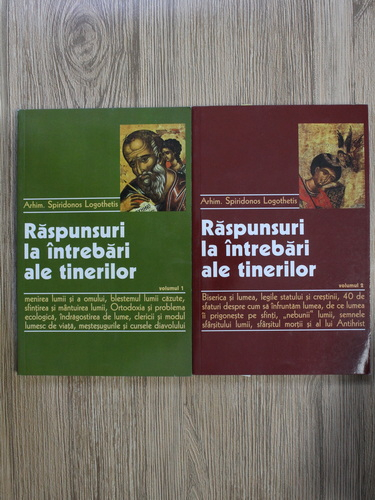 Arhim. Spiridonos Logothetis
Răspunsuri
la întrebări
ale tinerilor
volumul 1
menirea lumii și a omului, blestemul lumii căzute,
sfințirea și mântuirea lumii, Ortodoxia și problema
ecologică, îndrăgostirea de lume, clericii și modul
lumesc de viață, meșteșugurile și cursele diavolului
Arhim. Spiridonos Logothetis
Răspunsuri
la întrebări
ale tinerilor
volumul 2
Biserica și lumea, legile statului și creștinii, 40 de
sfaturi despre cum să înfruntăm lumea, de ce lumea
îi prigonește pe sfinți, „nebunii” lumii, semnele
sfârșitului lumii, sfârșitul morții și al lui Antihrist